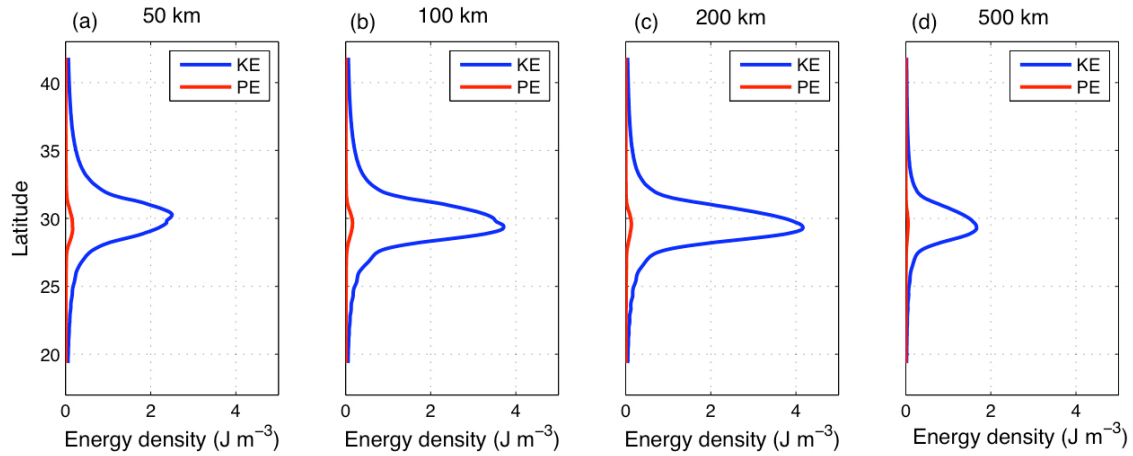 (a) 50 km (b) 100 km (c) 200 km (d) 500 km
KE KE KE KE
PE PE PE PE
40
35
30
25
20
Latitude
0 2 4 0 2 4 0 2 4 0 2 4
Energy density (J m⁻³) Energy density (J m⁻³) Energy density (J m⁻³) Energy density (J m⁻³)